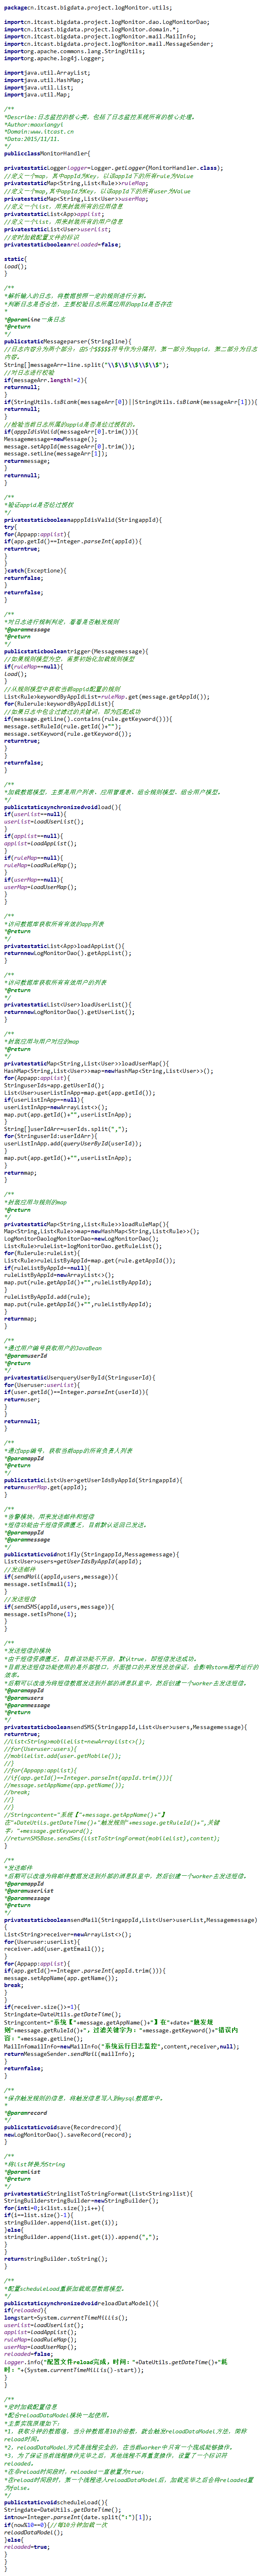 packagecn.itcast.bigdata.project.logMonitor.utils;
importcn.itcast.bigdata.project.logMonitor.dao.LogMonitorDao;
importcn.itcast.bigdata.project.logMonitor.domain.*;
importcn.itcast.bigdata.project.logMonitor.mail.MailInfo;
importcn.itcast.bigdata.project.logMonitor.mail.MessageSender;
importorg.apache.commons.lang.StringUtils;
importorg.apache.log4j.Logger;
importjava.util.ArrayList;
importjava.util.HashMap;
importjava.util.List;
importjava.util.Map;
/**
*Describe:日志监控的核心类，包括了日志监控系统所有的核心处理。
*Author:maoxiangyi
*Domain:www.itcast.cn
*Data:2015/11/11.
*/
publicclassMonitorHandler{
privatestaticLoggerlogger=Logger.getLogger(MonitorHandler.class);
//定义一个map，其中appId为Key，以该appId下的所有rule为Value
privatestaticMap<String,List<Rule>>ruleMap;
//定义一个map,其中appId为Key，以该appId下的所有user为Value
privatestaticMap<String,List<User>>userMap;
//定义一个list，用来封装所有的应用信息
privatestaticList<App>applist;
//定义一个list，用来封装所有的用户信息
privatestaticList<User>userlist;
//定时加载配置文件的标识
privatestaticbooleanreloaded=false;
static{
load();
}
/**
*解析输入的日志，将数据按照一定的规则进行分割。
*判断日志是否合法，主要校验日志所属应用的appId是否存在
*
*@paramline一条日志
*@return
*/
publicstaticMessageparser(Stringline){
//日志内容分为两个部分：由5个$$$$$符号作为分隔符，第一部分为appid，第二部分为日志
内容。
String[]messageArr=line.split("\\$\\$\\$\\$\\$");
//对日志进行校验
if(messageArr.length!=2){
returnnull;
}
if(StringUtils.isBlank(messageArr[0])||StringUtils.isBlank(messageArr[1])){
returnnull;
}
//检验当前日志所属的appid是否是经过授权的。
if(apppIdisValid(messageArr[0].trim())){
Messagemessage=newMessage();
message.setAppId(messageArr[0].trim());
message.setLine(messageArr[1]);
returnmessage;
}
returnnull;
}
/**
*验证appid是否经过授权
*/
privatestaticbooleanapppIdisValid(StringappId){
try{
for(Appapp:applist){
if(app.getId()==Integer.parseInt(appId)){
returntrue;
}
}
}catch(Exceptione){
returnfalse;
}
returnfalse;
}
/**
*对日志进行规制判定，看看是否触发规则
*@parammessage
*@return
*/
publicstaticbooleantrigger(Messagemessage){
//如果规则模型为空，需要初始化加载规则模型
if(ruleMap==null){
load();
}
//从规则模型中获取当前appid配置的规则
List<Rule>keywordByAppIdList=ruleMap.get(message.getAppId());
for(Rulerule:keywordByAppIdList){
//如果日志中包含过滤过的关键词，即为匹配成功
if(message.getLine().contains(rule.getKeyword())){
message.setRuleId(rule.getId()+"");
message.setKeyword(rule.getKeyword());
returntrue;
}
}
returnfalse;
}
/**
*加载数据模型，主要是用户列表、应用管理表、组合规则模型、组合用户模型。
*/
publicstaticsynchronizedvoidload(){
if(userlist==null){
userlist=loadUserList();
}
if(applist==null){
applist=loadAppList();
}
if(ruleMap==null){
ruleMap=loadRuleMap();
}
if(userMap==null){
userMap=loadUserMap();
}
}
/**
*访问数据库获取所有有效的app列表
*@return
*/
privatestaticList<App>loadAppList(){
returnnewLogMonitorDao().getAppList();
}
/**
*访问数据库获取所有有效用户的列表
*@return
*/
privatestaticList<User>loadUserList(){
returnnewLogMonitorDao().getUserList();
}
/**
*封装应用与用户对应的map
*@return
*/
privatestaticMap<String,List<User>>loadUserMap(){
HashMap<String,List<User>>map=newHashMap<String,List<User>>();
for(Appapp:applist){
StringuserIds=app.getUserId();
List<User>userListInApp=map.get(app.getId());
if(userListInApp==null){
userListInApp=newArrayList<>();
map.put(app.getId()+"",userListInApp);
}
String[]userIdArr=userIds.split(",");
for(StringuserId:userIdArr){
userListInApp.add(queryUserById(userId));
}
map.put(app.getId()+"",userListInApp);
}
returnmap;
}
/**
*封装应用与规则的map
*@return
*/
privatestaticMap<String,List<Rule>>loadRuleMap(){
Map<String,List<Rule>>map=newHashMap<String,List<Rule>>();
LogMonitorDaologMonitorDao=newLogMonitorDao();
List<Rule>ruleList=logMonitorDao.getRuleList();
for(Rulerule:ruleList){
List<Rule>ruleListByAppId=map.get(rule.getAppId());
if(ruleListByAppId==null){
ruleListByAppId=newArrayList<>();
map.put(rule.getAppId()+"",ruleListByAppId);
}
ruleListByAppId.add(rule);
map.put(rule.getAppId()+"",ruleListByAppId);
}
returnmap;
}
/**
*通过用户编号获取用户的JavaBean
*@paramuserId
*@return
*/
privatestaticUserqueryUserById(StringuserId){
for(Useruser:userlist){
if(user.getId()==Integer.parseInt(userId)){
returnuser;
}
}
returnnull;
}
/**
*通过app编号，获取当前app的所有负责人列表
*@paramappId
*@return
*/
publicstaticList<User>getUserIdsByAppId(StringappId){
returnuserMap.get(appId);
}
/**
*告警模块，用来发送邮件和短信
*短信功能由于短信资源匮乏，目前默认返回已发送。
*@paramappId
*@parammessage
*/
publicstaticvoidnotifly(StringappId,Messagemessage){
List<User>users=getUserIdsByAppId(appId);
//发送邮件
if(sendMail(appId,users,message)){
message.setIsEmail(1);
}
//发送短信
if(sendSMS(appId,users,message)){
message.setIsPhone(1);
}
}
/**
*发送短信的模块
*由于短信资源匮乏，目前该功能不开启，默认true，即短信发送成功。
*目前发送短信功能使用的是外部接口，外面接口的并发性没法保证，会影响storm程序运行的
效率。
*后期可以改造为将短信数据发送到外部的消息队里中，然后创建一个worker去发送短信。
*@paramappId
*@paramusers
*@parammessage
*@return
*/
privatestaticbooleansendSMS(StringappId,List<User>users,Messagemessage){
returntrue;
//List<String>mobileList=newArrayList<>();
//for(Useruser:users){
//mobileList.add(user.getMobile());
//}
//for(Appapp:applist){
//if(app.getId()==Integer.parseInt(appId.trim())){
//message.setAppName(app.getName());
//break;
//}
//}
//Stringcontent="系统【"+message.getAppName()+"】
在"+DateUtils.getDateTime()+"触发规则"+message.getRuleId()+",关键
字："+message.getKeyword();
//returnSMSBase.sendSms(listToStringFormat(mobileList),content);
}
/**
*发送邮件
*后期可以改造为将邮件数据发送到外部的消息队里中，然后创建一个worker去发送短信。
*@paramappId
*@paramuserList
*@parammessage
*@return
*/
privatestaticbooleansendMail(StringappId,List<User>userList,Messagemessage)
{
List<String>receiver=newArrayList<>();
for(Useruser:userList){
receiver.add(user.getEmail());
}
for(Appapp:applist){
if(app.getId()==Integer.parseInt(appId.trim())){
message.setAppName(app.getName());
break;
}
}
if(receiver.size()>=1){
Stringdate=DateUtils.getDateTime();
Stringcontent="系统【"+message.getAppName()+"】在"+date+"触发规
则"+message.getRuleId()+"，过滤关键字为："+message.getKeyword()+"错误内
容："+message.getLine();
MailInfomailInfo=newMailInfo("系统运行日志监控",content,receiver,null);
returnMessageSender.sendMail(mailInfo);
}
returnfalse;
}
/**
*保存触发规则的信息，将触发信息写入到mysql数据库中。
*
*@paramrecord
*/
publicstaticvoidsave(Recordrecord){
newLogMonitorDao().saveRecord(record);
}
/**
*将list转换为String
*@paramlist
*@return
*/
privatestaticStringlistToStringFormat(List<String>list){
StringBuilderstringBuilder=newStringBuilder();
for(inti=0;i<list.size();i++){
if(i==list.size()-1){
stringBuilder.append(list.get(i));
}else{
stringBuilder.append(list.get(i)).append(",");
}
}
returnstringBuilder.toString();
}
/**
*配置scheduleLoad重新加载底层数据模型。
*/
publicstaticsynchronizedvoidreloadDataModel(){
if(reloaded){
longstart=System.currentTimeMillis();
userlist=loadUserList();
applist=loadAppList();
ruleMap=loadRuleMap();
userMap=loadUserMap();
reloaded=false;
logger.info("配置文件reload完成，时间："+DateUtils.getDateTime()+"耗
时："+(System.currentTimeMillis()-start));
}
}
/**
*定时加载配置信息
*配合reloadDataModel模块一起使用。
*主要实现原理如下：
*1，获取分钟的数据值，当分钟数据是10的倍数，就会触发reloadDataModel方法，简称
reload时间。
*2，reloadDataModel方式是线程安全的，在当前worker中只有一个线程能够操作。
*3，为了保证当前线程操作完毕之后，其他线程不再重复操作，设置了一个标识符
reloaded。
*在非reload时间段时，reloaded一直被置为true；
*在reload时间段时，第一个线程进入reloadDataModel后，加载完毕之后会将reloaded置
为false。
*/
publicstaticvoidscheduleLoad(){
Stringdate=DateUtils.getDateTime();
intnow=Integer.parseInt(date.split(":")[1]);
if(now%10==0){//每10分钟加载一次
reloadDataModel();
}else{
reloaded=true;
}
}
}